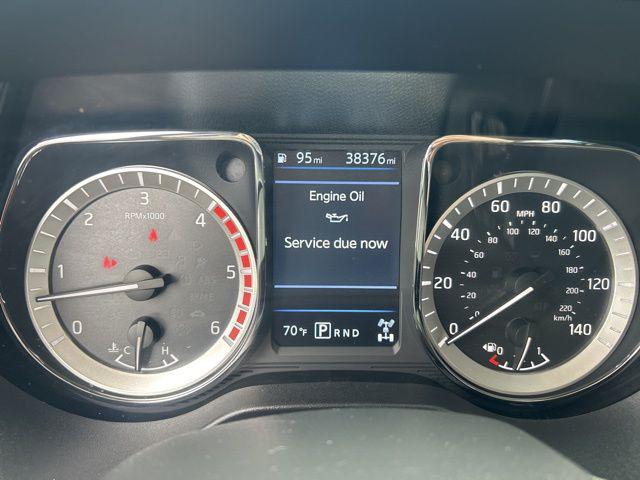 95 mi 38376 mi
Engine Oil
Service due now
70 °F P R N D
0 1 2 3 4 5 6
RPMx1000
C H
0 20 40 60 80 100 120 140
MPH
0 20 40 60 80 100 120 140 160 180 200 220
km/h
0 1